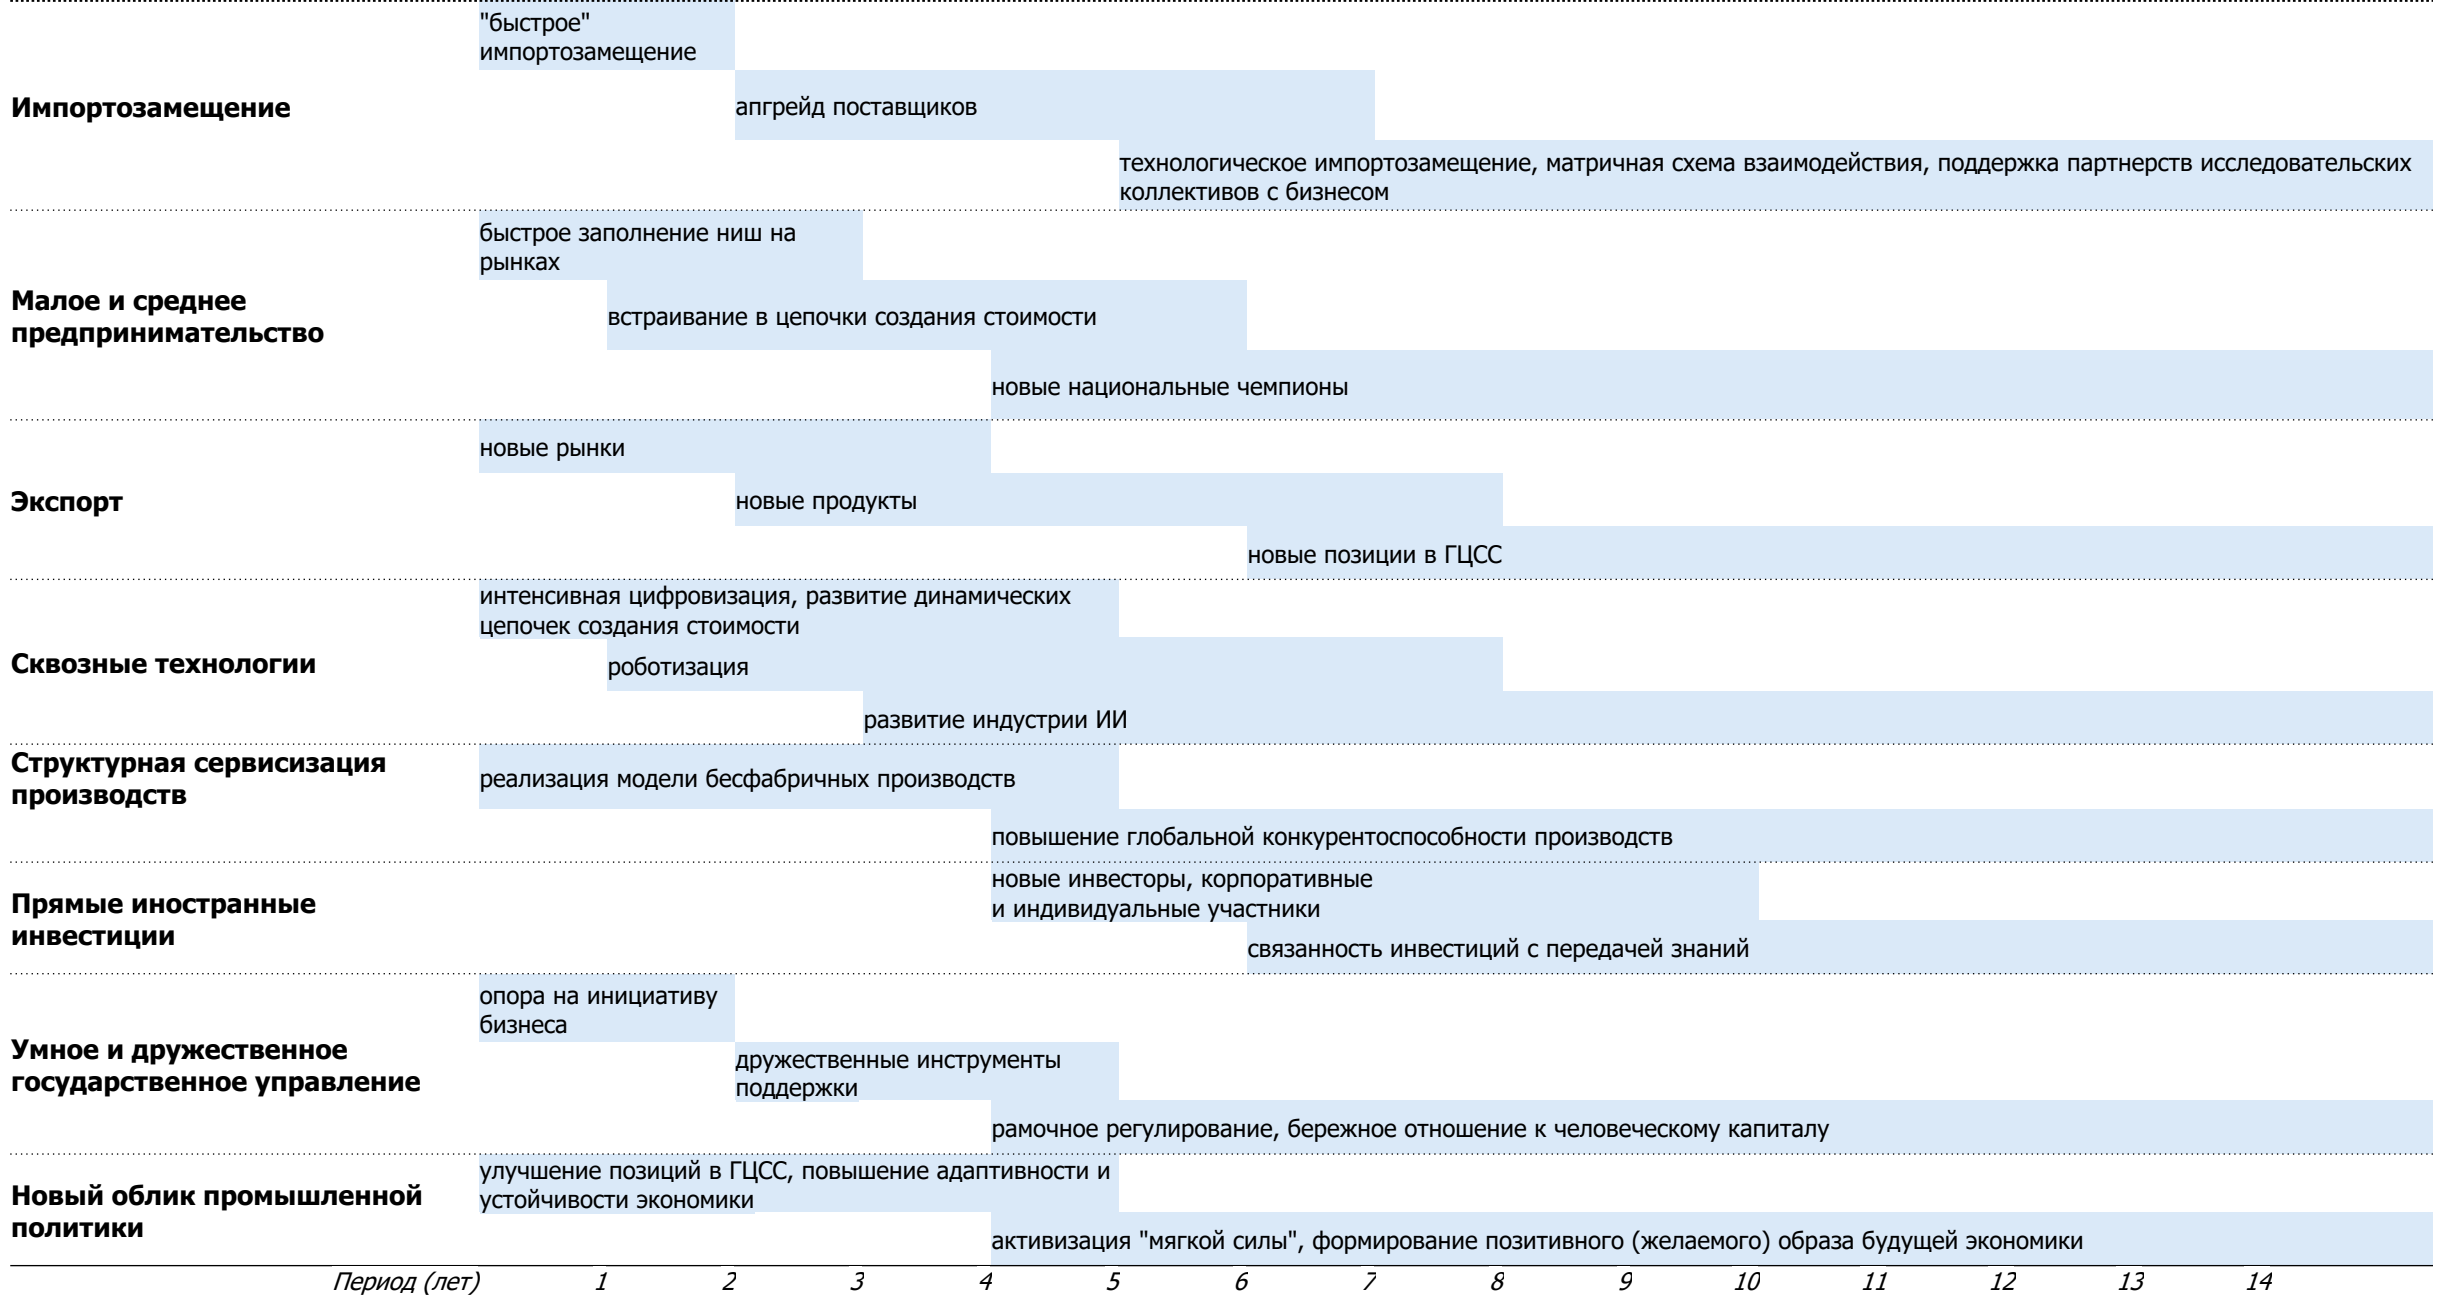 "быстрое"
импортозамещение
Импортозамещение
апгрейд поставщиков
технологическое импортозамещение, матричная схема взаимодействия, поддержка партнерств исследовательских
коллективов с бизнесом
быстрое заполнение ниш на
рынках
Малое и среднее
предпринимательство
встраивание в цепочки создания стоимости
новые национальные чемпионы
новые рынки
Экспорт
новые продукты
новые позиции в ГЦСС
интенсивная цифровизация, развитие динамических
цепочек создания стоимости
Сквозные технологии
роботизация
развитие индустрии ИИ
Структурная сервисизация
производств
реализация модели бесфабричных производств
повышение глобальной конкурентоспособности производств
новые инвесторы, корпоративные
и индивидуальные участники
Прямые иностранные
инвестиции
связанность инвестиций с передачей знаний
опора на инициативу
бизнеса
Умное и дружественное
государственное управление
дружественные инструменты
поддержки
рамочное регулирование, бережное отношение к человеческому капиталу
улучшение позиций в ГЦСС, повышение адаптивности и
устойчивости экономики
Новый облик промышленной
политики
активизация "мягкой силы", формирование позитивного (желаемого) образа будущей экономики
Период (лет) 1 2 3 4 5 6 7 8 9 10 11 12 13 14